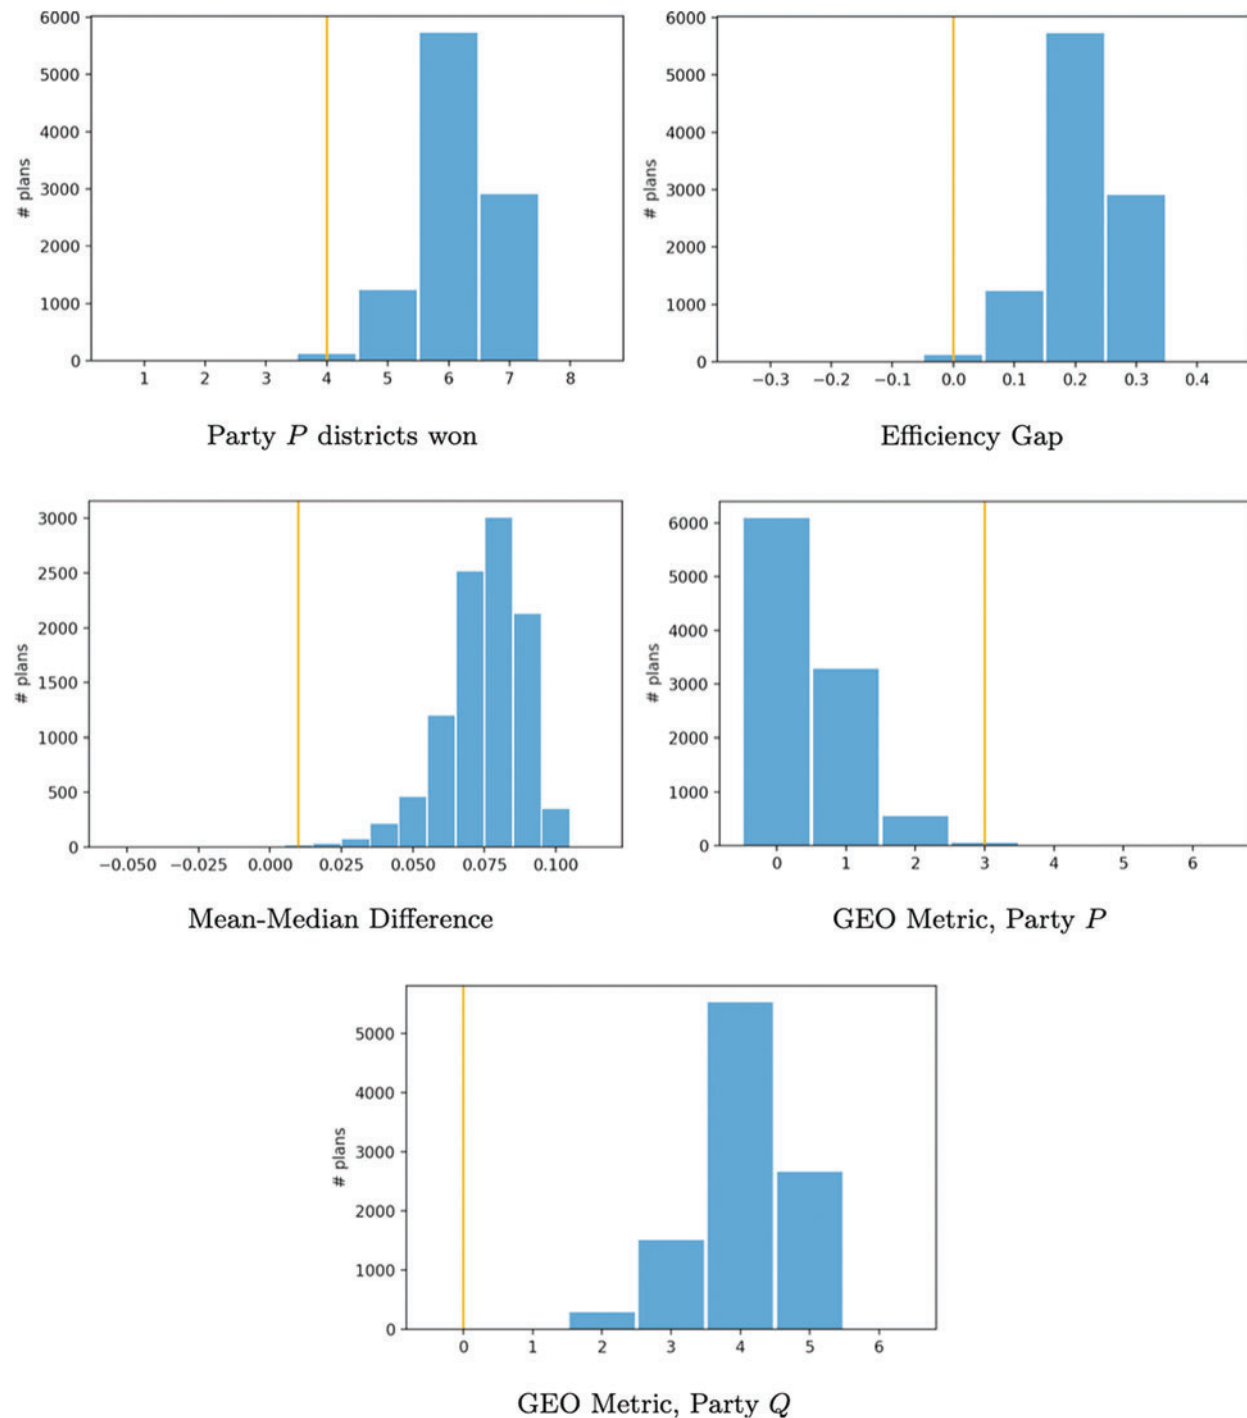 6000
5000
4000
3000
2000
1000
0
# plans
1 2 3 4 5 6 7 8
Party P districts won
6000
5000
4000
3000
2000
1000
0
# plans
−0.3 −0.2 −0.1 0.0 0.1 0.2 0.3 0.4
Efficiency Gap
3000
2500
2000
1500
1000
500
0
# plans
−0.050 −0.025 0.000 0.025 0.050 0.075 0.100
Mean-Median Difference
6000
5000
4000
3000
2000
1000
0
# plans
0 1 2 3 4 5 6
GEO Metric, Party P
5000
4000
3000
2000
1000
0
# plans
0 1 2 3 4 5 6
GEO Metric, Party Q